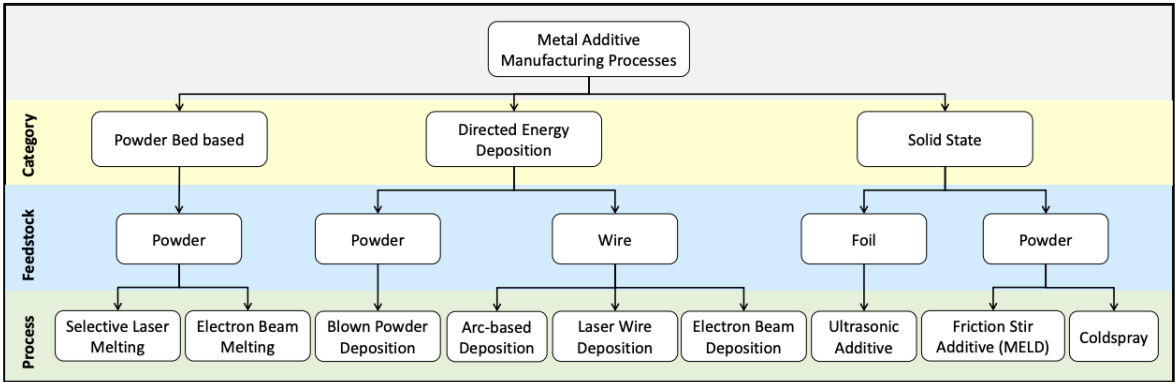 Metal Additive
Manufacturing Processes
Category
Powder Bed based
Directed Energy
Deposition
Solid State
Feedstock
Powder
Powder
Wire
Foil
Powder
Process
Selective Laser
Melting
Electron Beam
Melting
Blown Powder
Deposition
Arc-based
Deposition
Laser Wire
Deposition
Electron Beam
Deposition
Ultrasonic
Additive
Friction Stir
Additive (MELD)
Coldspray